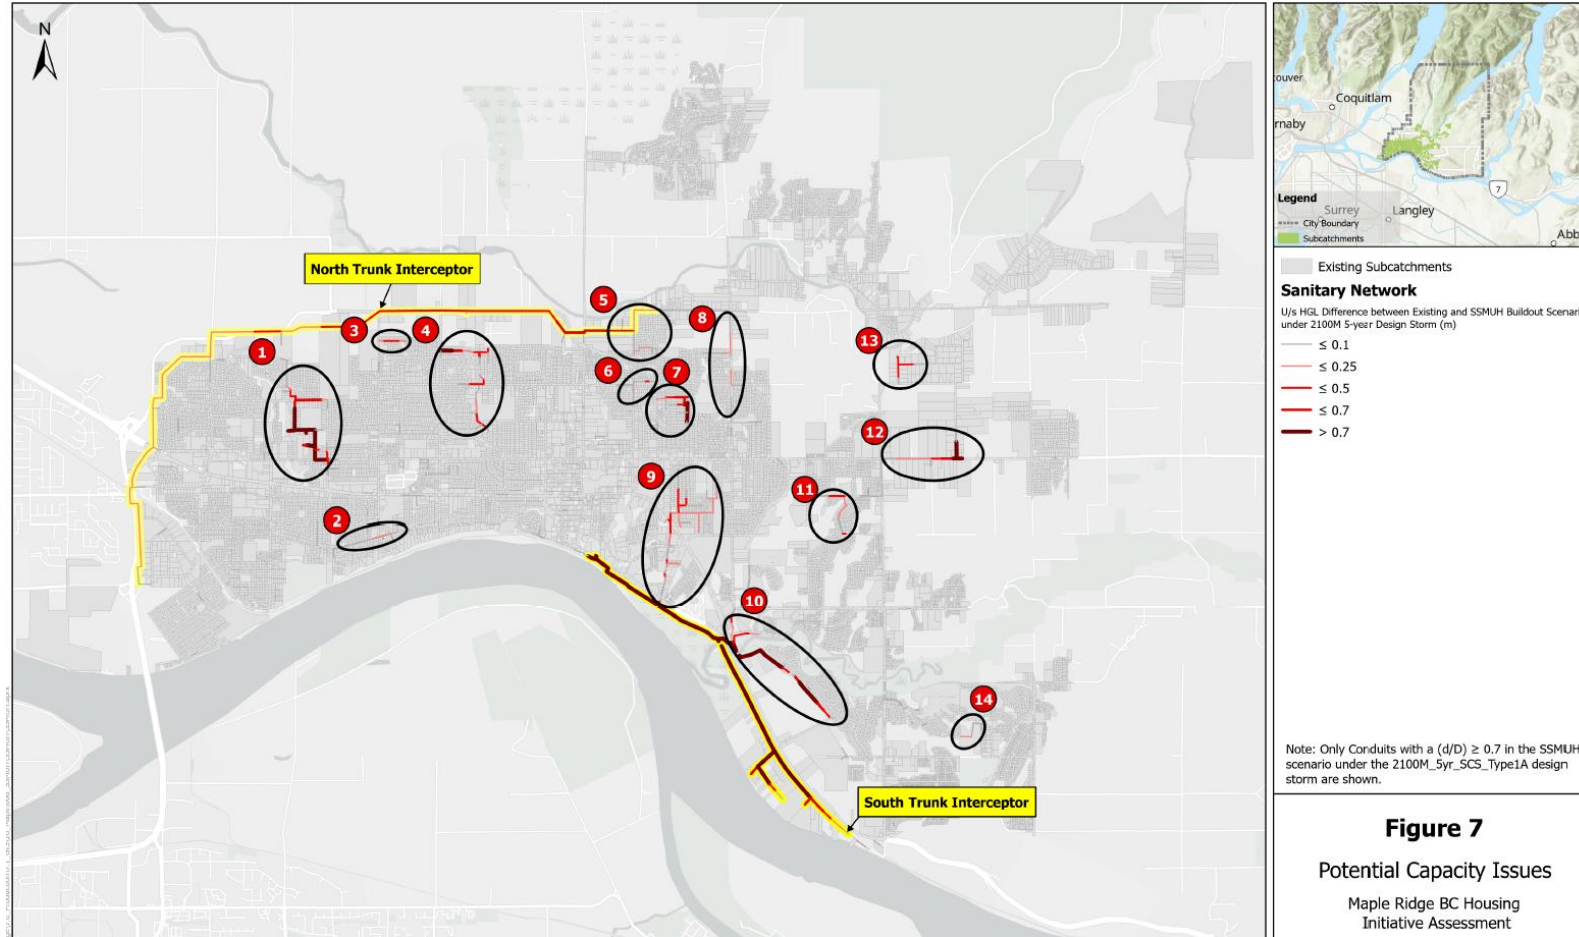 N
North Trunk Interceptor
1
2
3
4
5
6
7
8
9
10
11
12
13
14
South Trunk Interceptor
Coquitlam
ouver
rnaby
7
Legend
Surrey
Langley
City Boundary
Subcatchments
Abb
Existing Subcatchments
Sanitary Network
U/s HGL Difference between Existing and SSMUH Buildout Scenari
under 2100M 5-year Design Storm (m)
≤ 0.1
≤ 0.25
≤ 0.5
≤ 0.7
> 0.7
Note: Only Conduits with a (d/D) ≥ 0.7 in the SSMUH
scenario under the 2100M_5yr_SCS_Type1A design
storm are shown.
Figure 7
Potential Capacity Issues
Maple Ridge BC Housing
Initiative Assessment